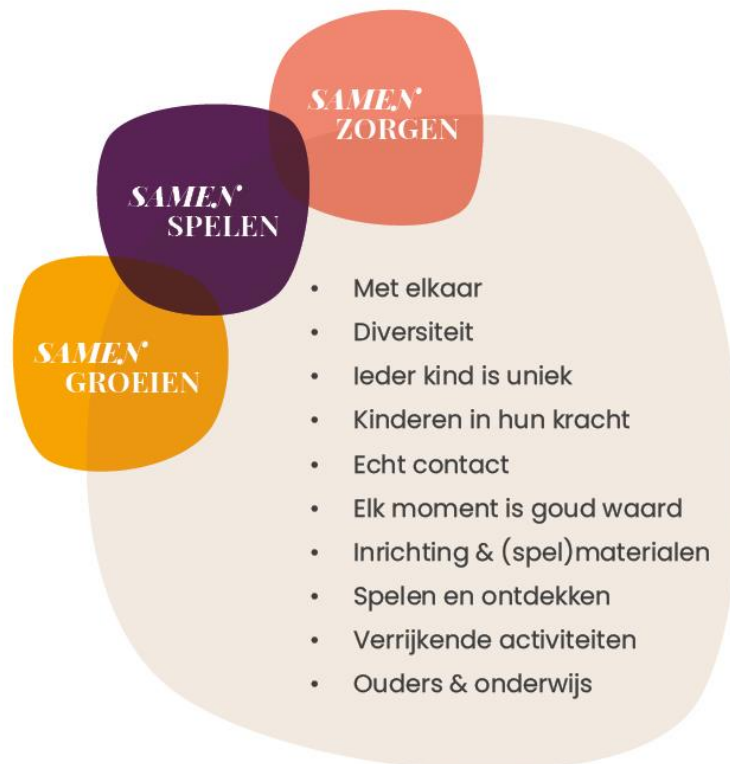 SAMEN
ZORGEN
SAMEN
SPELEN
SAMEN
GROEIEN
• Met elkaar
• Diversiteit
• Ieder kind is uniek
• Kinderen in hun kracht
• Echt contact
• Elk moment is goud waard
• Inrichting & (spel)materialen
• Spelen en ontdekken
• Verrijkende activiteiten
• Ouders & onderwijs